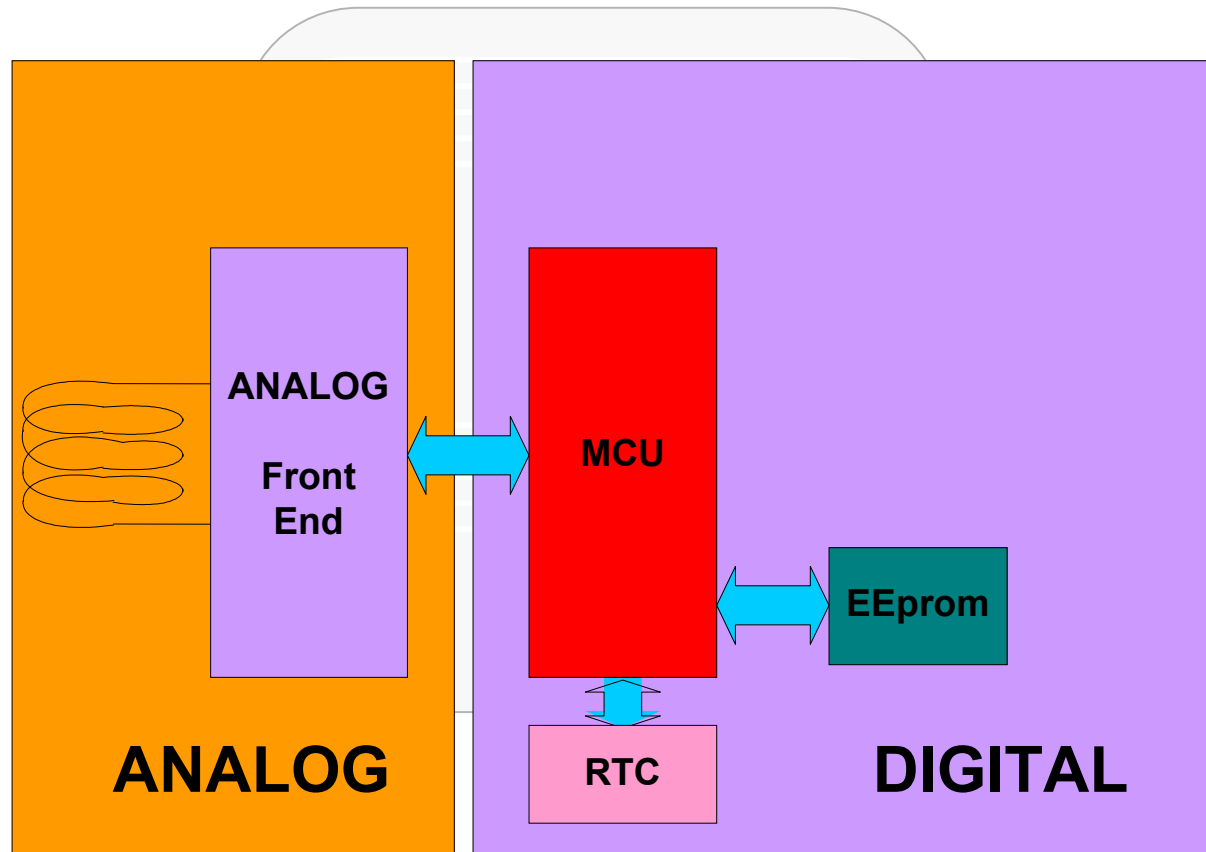 ANALOG
Front
End
MCU
EEprom
RTC
ANALOG
DIGITAL